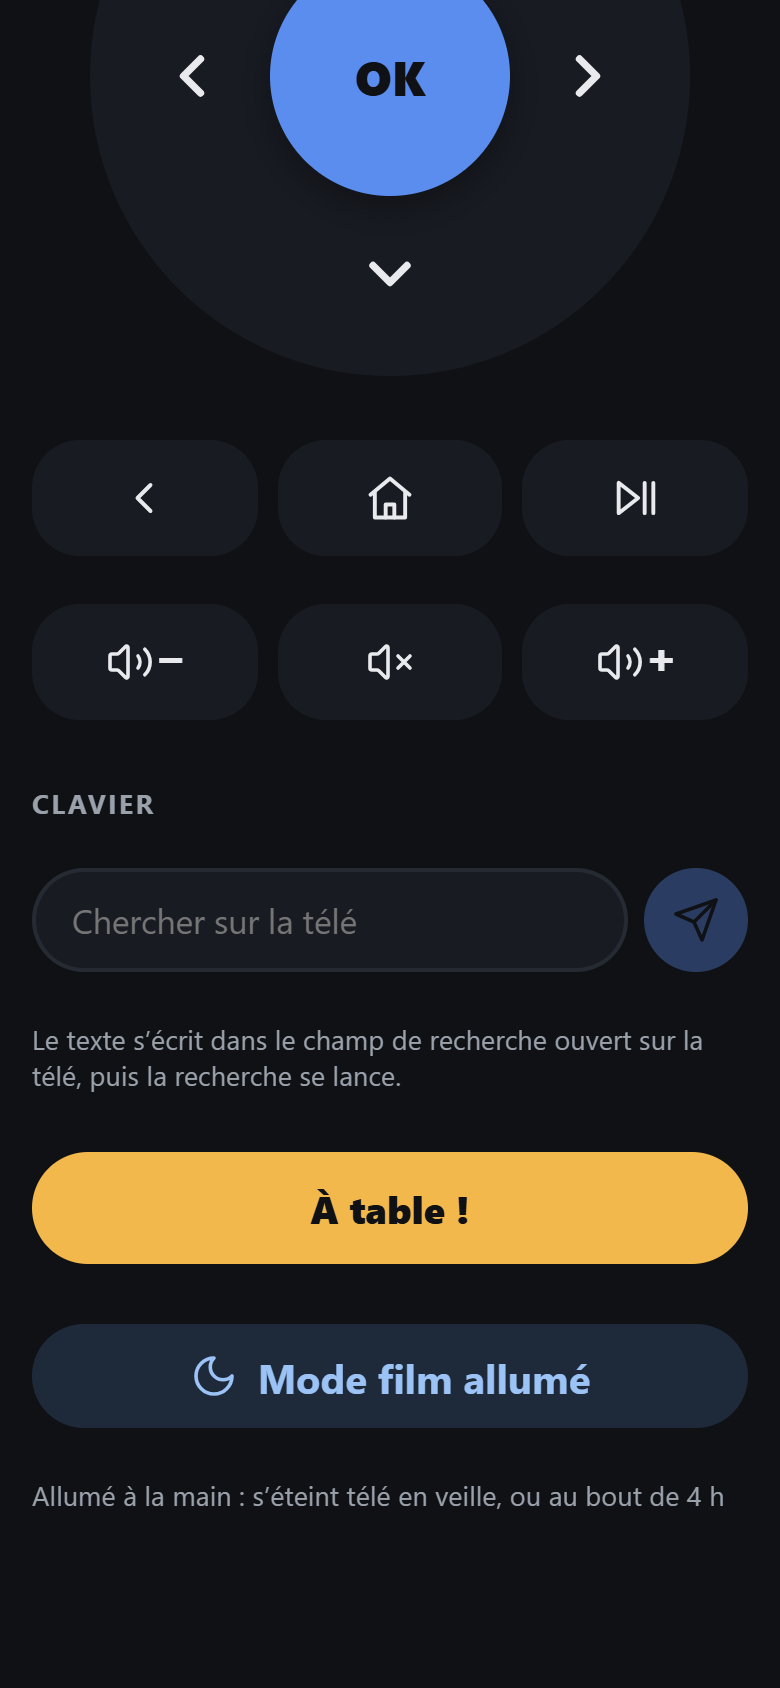 OK
CLAVIER
Chercher sur la télé
Le texte s’écrit dans le champ de recherche ouvert sur la
télé, puis la recherche se lance.
À table !
Mode film allumé
Allumé à la main : s’éteint télé en veille, ou au bout de 4 h